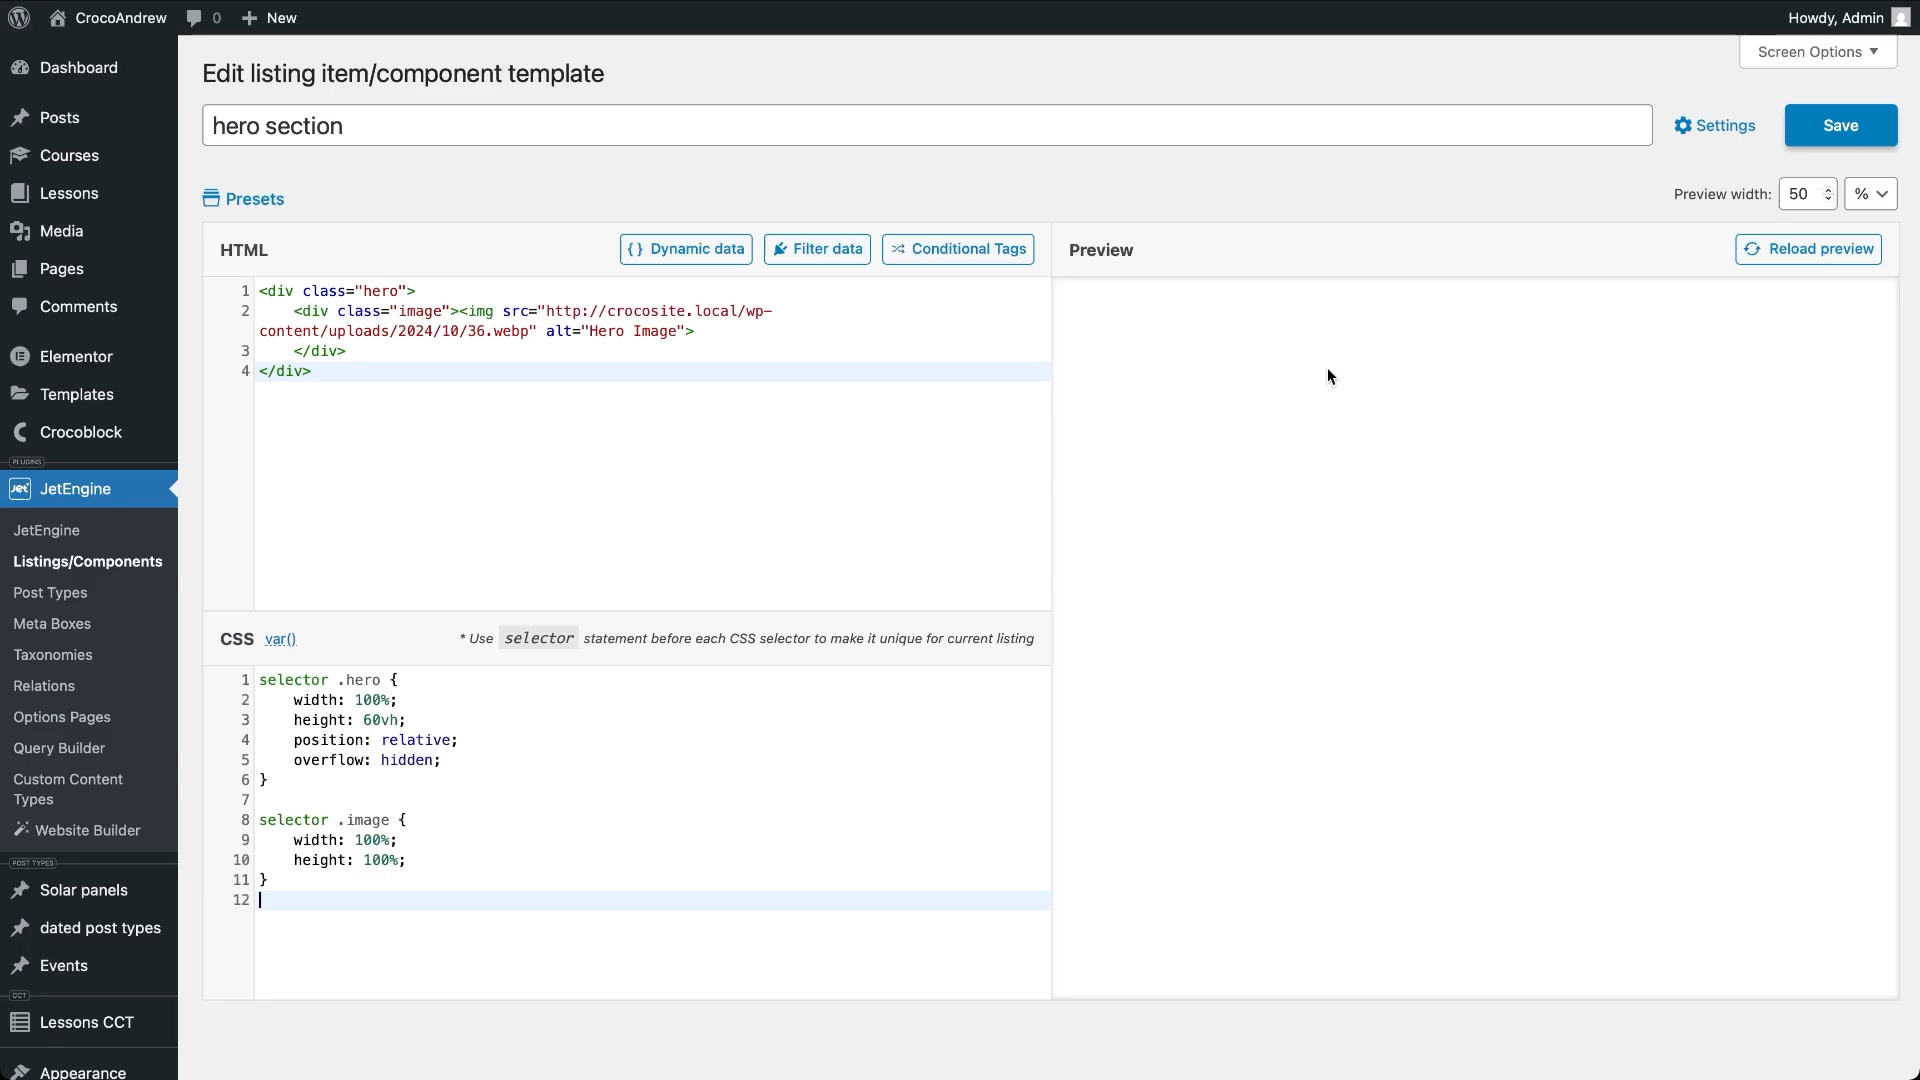 CrocoAndrew
0
New
Howdy, Admin
Screen Options
Dashboard
Posts
Courses
Lessons
Media
Pages
Comments
Elementor
Templates
Crocoblock
PLUGINS
Jet
JetEngine
JetEngine
Listings/Components
Post Types
Meta Boxes
Taxonomies
Relations
Options Pages
Query Builder
Custom Content
Types
Website Builder
POST TYPES
Solar panels
dated post types
Events
CCT
Lessons CCT
Appearance
Edit listing item/component template
hero section
Settings
Save
Presets
Preview width: 50 %
HTML
{ } Dynamic data
Filter data
Conditional Tags
Preview
Reload preview
1 <div class="hero">
2 <div class="image"><img src="http://crocosite.local/wp-
content/uploads/2024/10/36.webp" alt="Hero Image">
3 </div>
4 </div>
CSS var()
* Use selector statement before each CSS selector to make it unique for current listing
1 selector .hero {
2 width: 100%;
3 height: 60vh;
4 position: relative;
5 overflow: hidden;
6 }
7
8 selector .image {
9 width: 100%;
10 height: 100%;
11 }
12